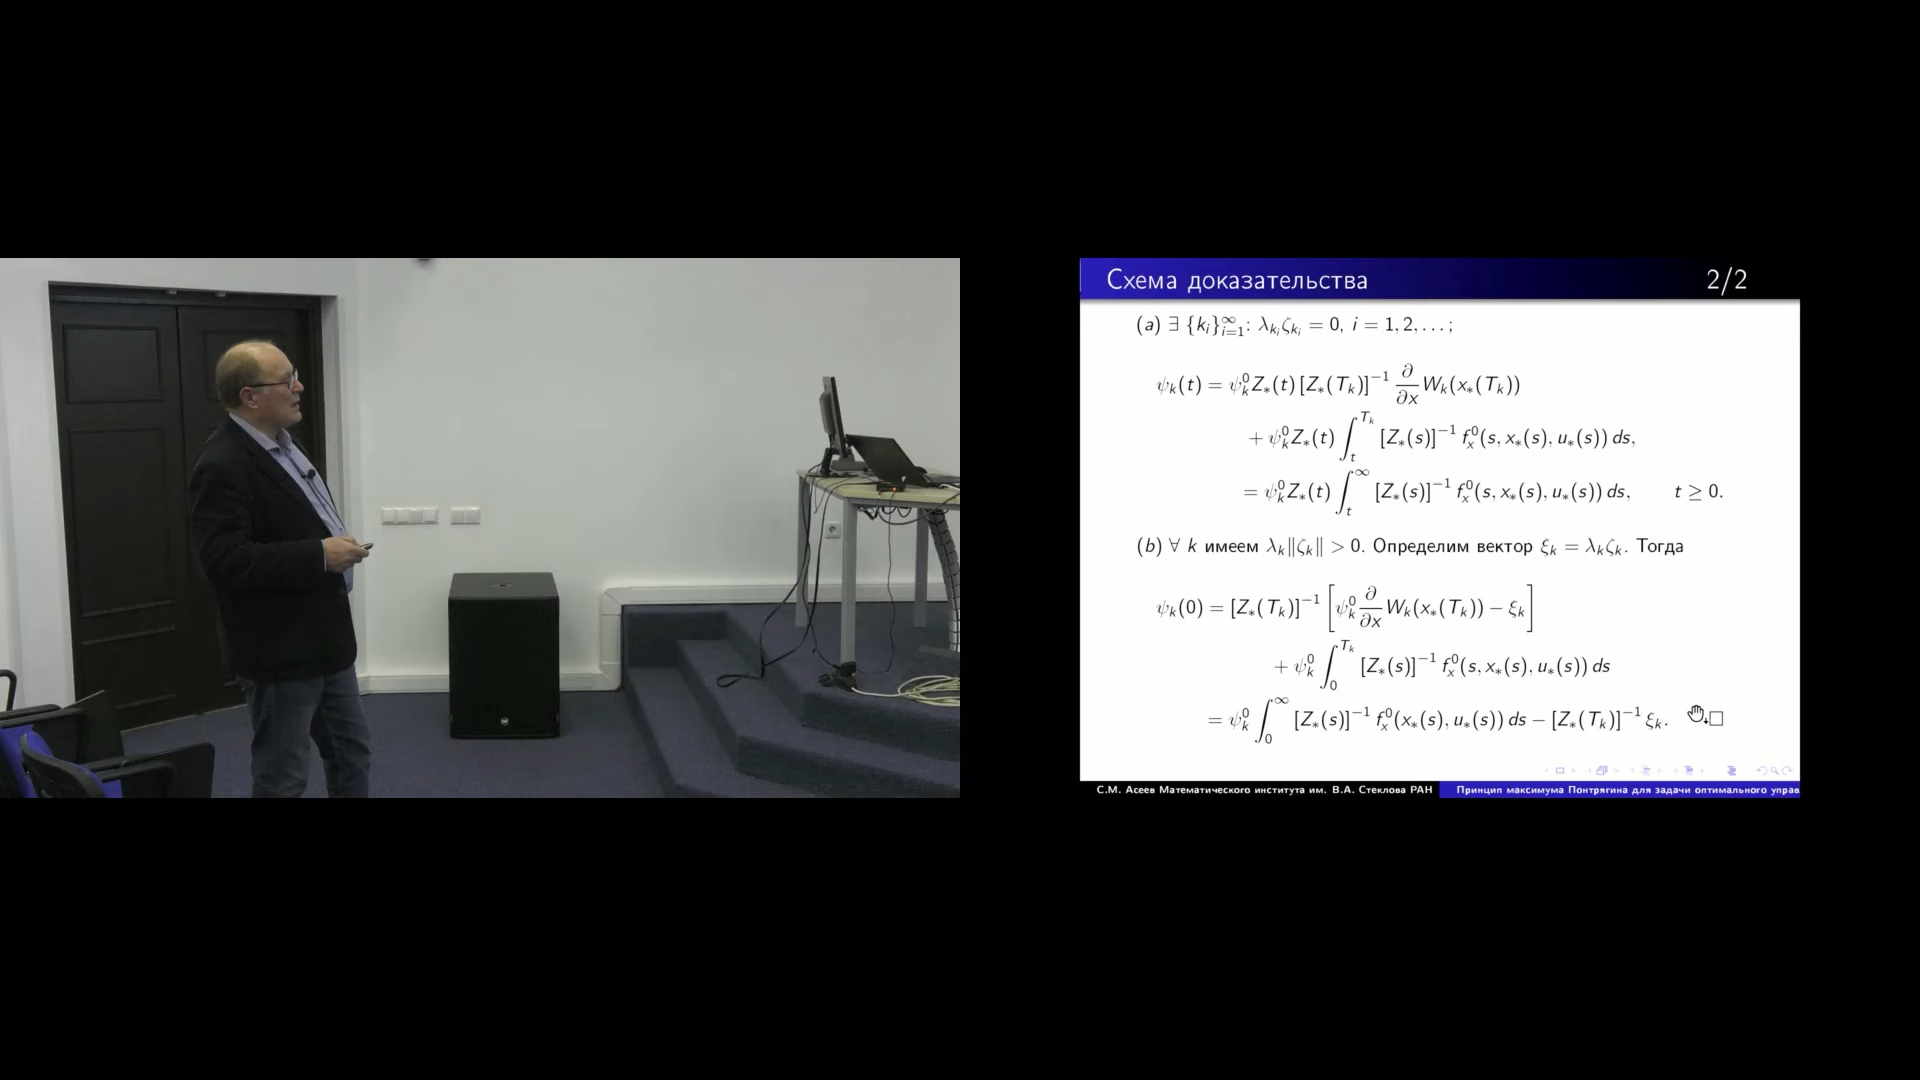 Схема доказательства 2/2
(a) ∃ {kᵢ}ᵢ₌₁^∞: λ_{kᵢ}ζ_{kᵢ} = 0, i = 1, 2, . . . ;
ψ_k(t) = ψ_k^0 Z_*(t) [Z_*(T_k)]^{−1} ∂/∂x W_k(x_*(T_k))
+ ψ_k^0 Z_*(t) ∫_t^{T_k} [Z_*(s)]^{−1} f_x^0(s, x_*(s), u_*(s)) ds,
= ψ_k^0 Z_*(t) ∫_t^∞ [Z_*(s)]^{−1} f_x^0(s, x_*(s), u_*(s)) ds, t ≥ 0.
(b) ∀ k имеем λ_k‖ζ_k‖ > 0. Определим вектор ξ_k = λ_kζ_k. Тогда
ψ_k(0) = [Z_*(T_k)]^{−1} [ψ_k^0 ∂/∂x W_k(x_*(T_k)) − ξ_k]
+ ψ_k^0 ∫_0^{T_k} [Z_*(s)]^{−1} f_x^0(s, x_*(s), u_*(s)) ds
= ψ_k^0 ∫_0^∞ [Z_*(s)]^{−1} f_x^0(x_*(s), u_*(s)) ds − [Z_*(T_k)]^{−1} ξ_k. □
С.М. Асеев Математического института им. В.А. Стеклова РАН Принцип максимума Понтрягина для задачи оптимального управ